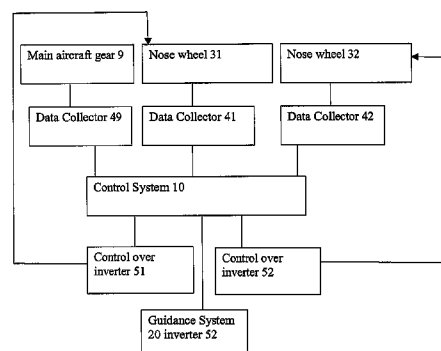 Main aircraft gear 9
Nose wheel 31
Nose wheel 32
Data Collector 49
Data Collector 41
Data Collector 42
Control System 10
Control over
inverter 51
Control over
inverter 52
Guidance System
20 inverter 52